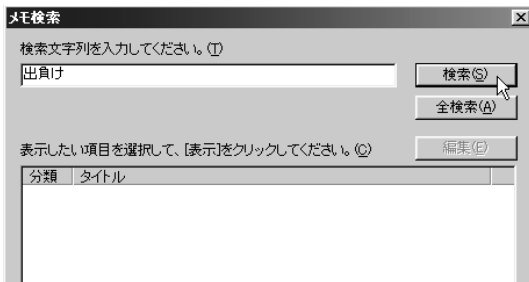 メモ検索
検索文字列を入力してください。(T)
出負け
検索(S)
全検索(A)
表示したい項目を選択して、[表示]をクリックしてください。(C)
編集(E)
分類 タイトル